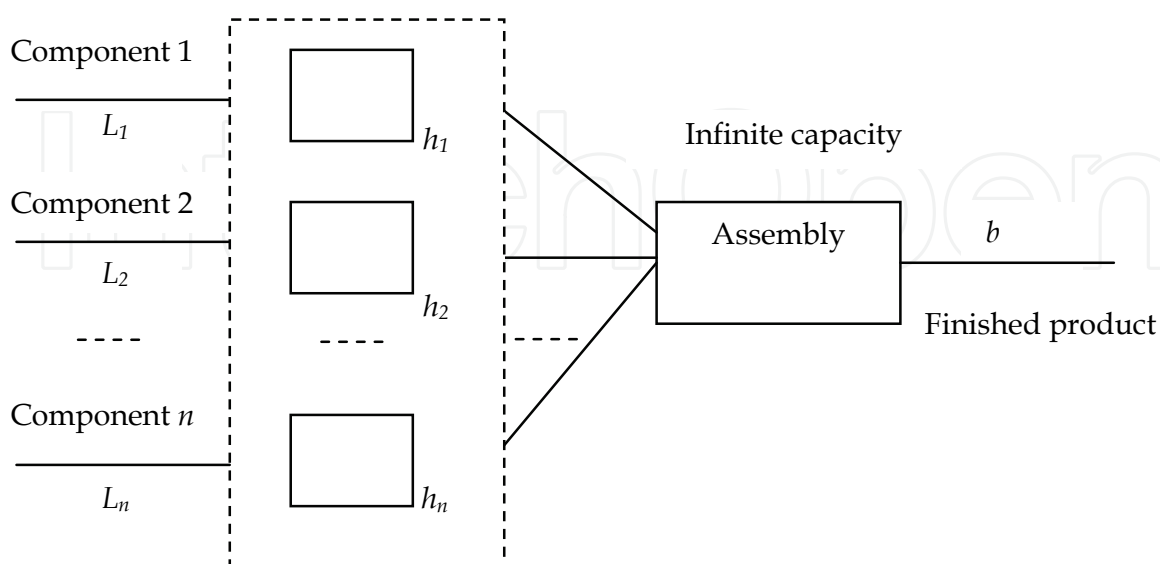 Component 1
L1
h1
Infinite capacity
Component 2
L2
h2
Assembly
b
Finished product
Component n
Ln
hn